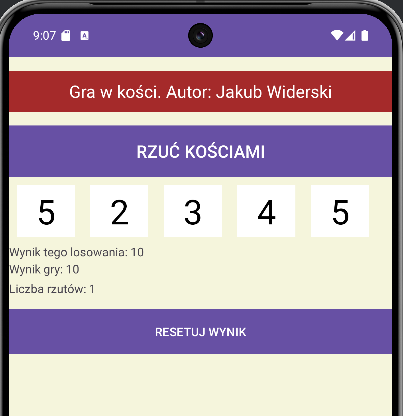 9:07 A
Gra w kości. Autor: Jakub Widerski
RZUĆ KOŚCIAMI
5 2 3 4 5
Wynik tego losowania: 10
Wynik gry: 10
Liczba rzutów: 1
RESETUJ WYNIK